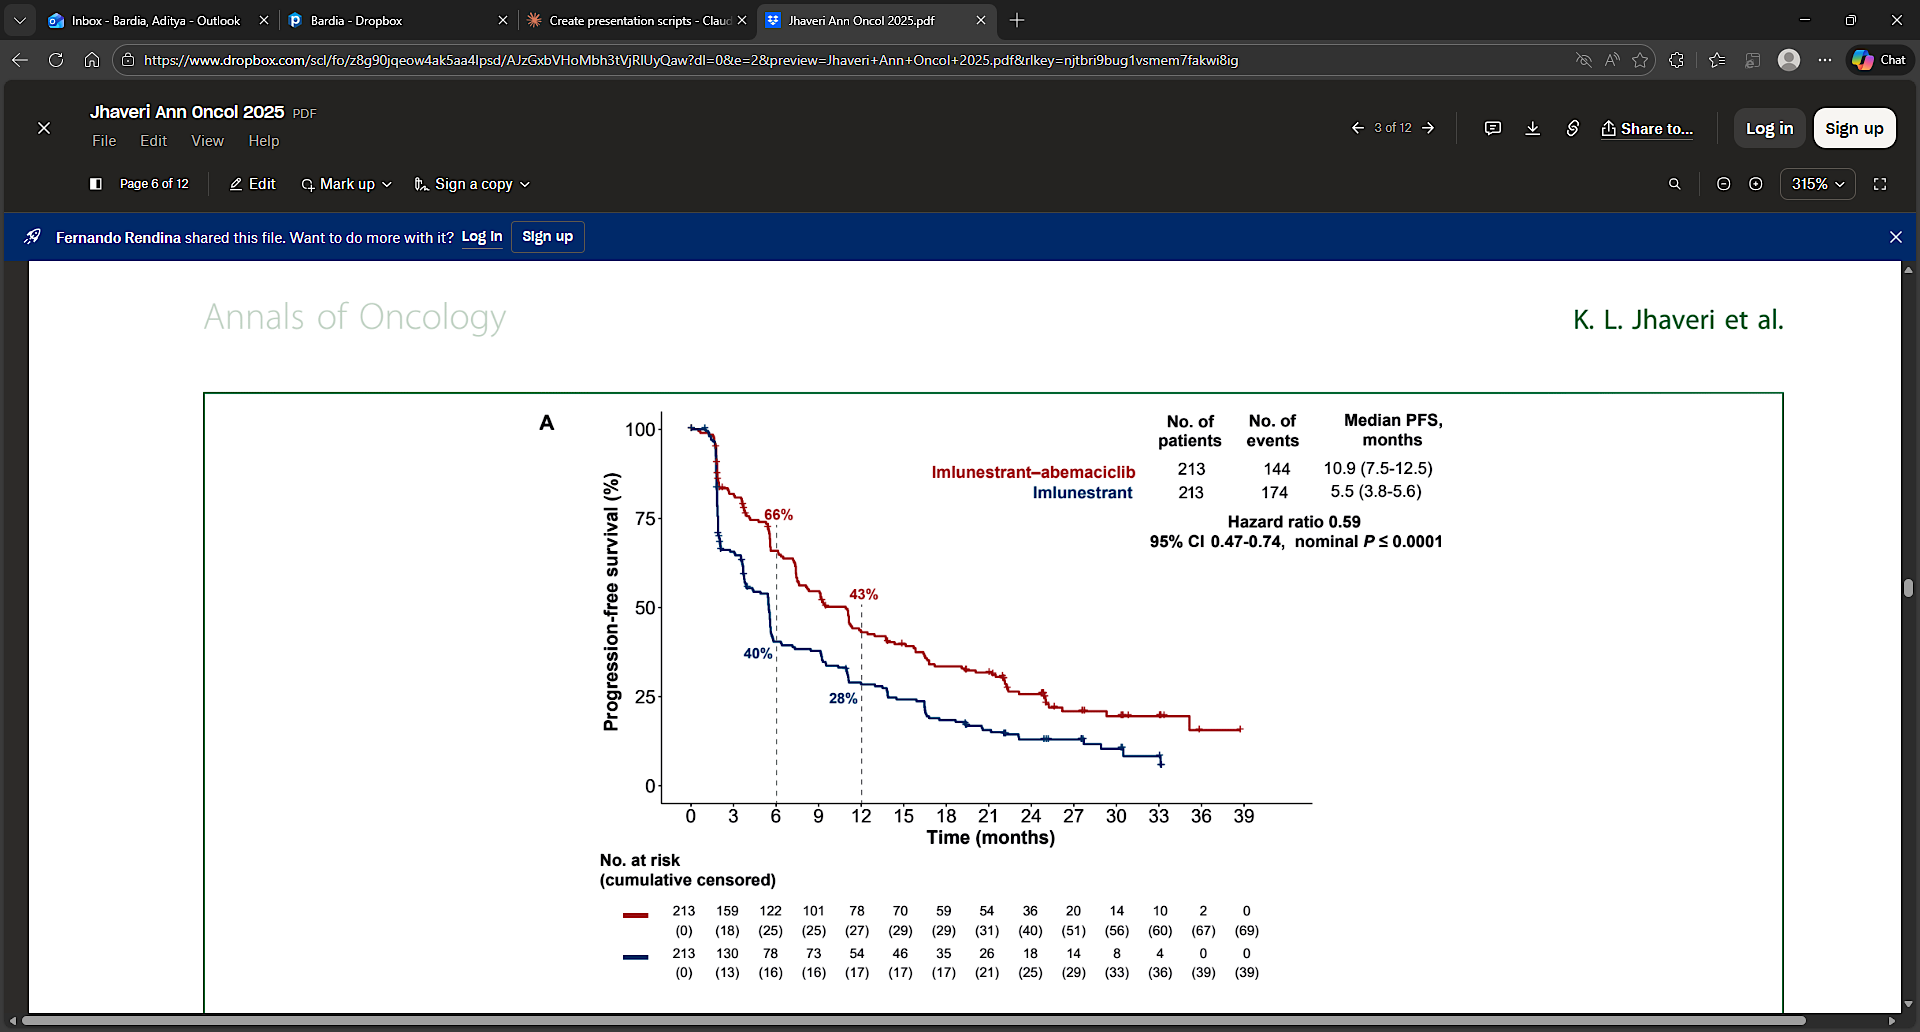 Inbox - Bardia, Aditya - Outlook
Bardia - Dropbox
Create presentation scripts - Claud
Jhaveri Ann Oncol 2025.pdf
https://www.dropbox.com/scl/fo/z8g90jqeow4ak5aa4lpsd/AJzGxbVHoMbh3tVjRIUyQaw?dl=0&e=2&preview=Jhaveri+Ann+Oncol+2025.pdf&rlkey=njtbri9bug1vsmem7fakwi8ig
Chat
Jhaveri Ann Oncol 2025 PDF
File Edit View Help
3 of 12
Share to...
Log in
Sign up
Page 6 of 12
Edit
Mark up
Sign a copy
315%
Fernando Rendina shared this file. Want to do more with it? Log in Sign up
Annals of Oncology
K. L. Jhaveri et al.
A
No. of patients No. of events Median PFS, months
Imlunestrant–abemaciclib 213 144 10.9 (7.5-12.5)
Imlunestrant 213 174 5.5 (3.8-5.6)
Hazard ratio 0.59
95% CI 0.47-0.74, nominal P ≤ 0.0001
Progression-free survival (%)
100
75
50
25
0
66%
43%
40%
28%
0 3 6 9 12 15 18 21 24 27 30 33 36 39
Time (months)
No. at risk
(cumulative censored)
213 159 122 101 78 70 59 54 36 20 14 10 2 0
(0) (18) (25) (25) (27) (29) (29) (31) (40) (51) (56) (60) (67) (69)
213 130 78 73 54 46 35 26 18 14 8 4 0 0
(0) (13) (16) (16) (17) (17) (17) (21) (25) (29) (33) (36) (39) (39)